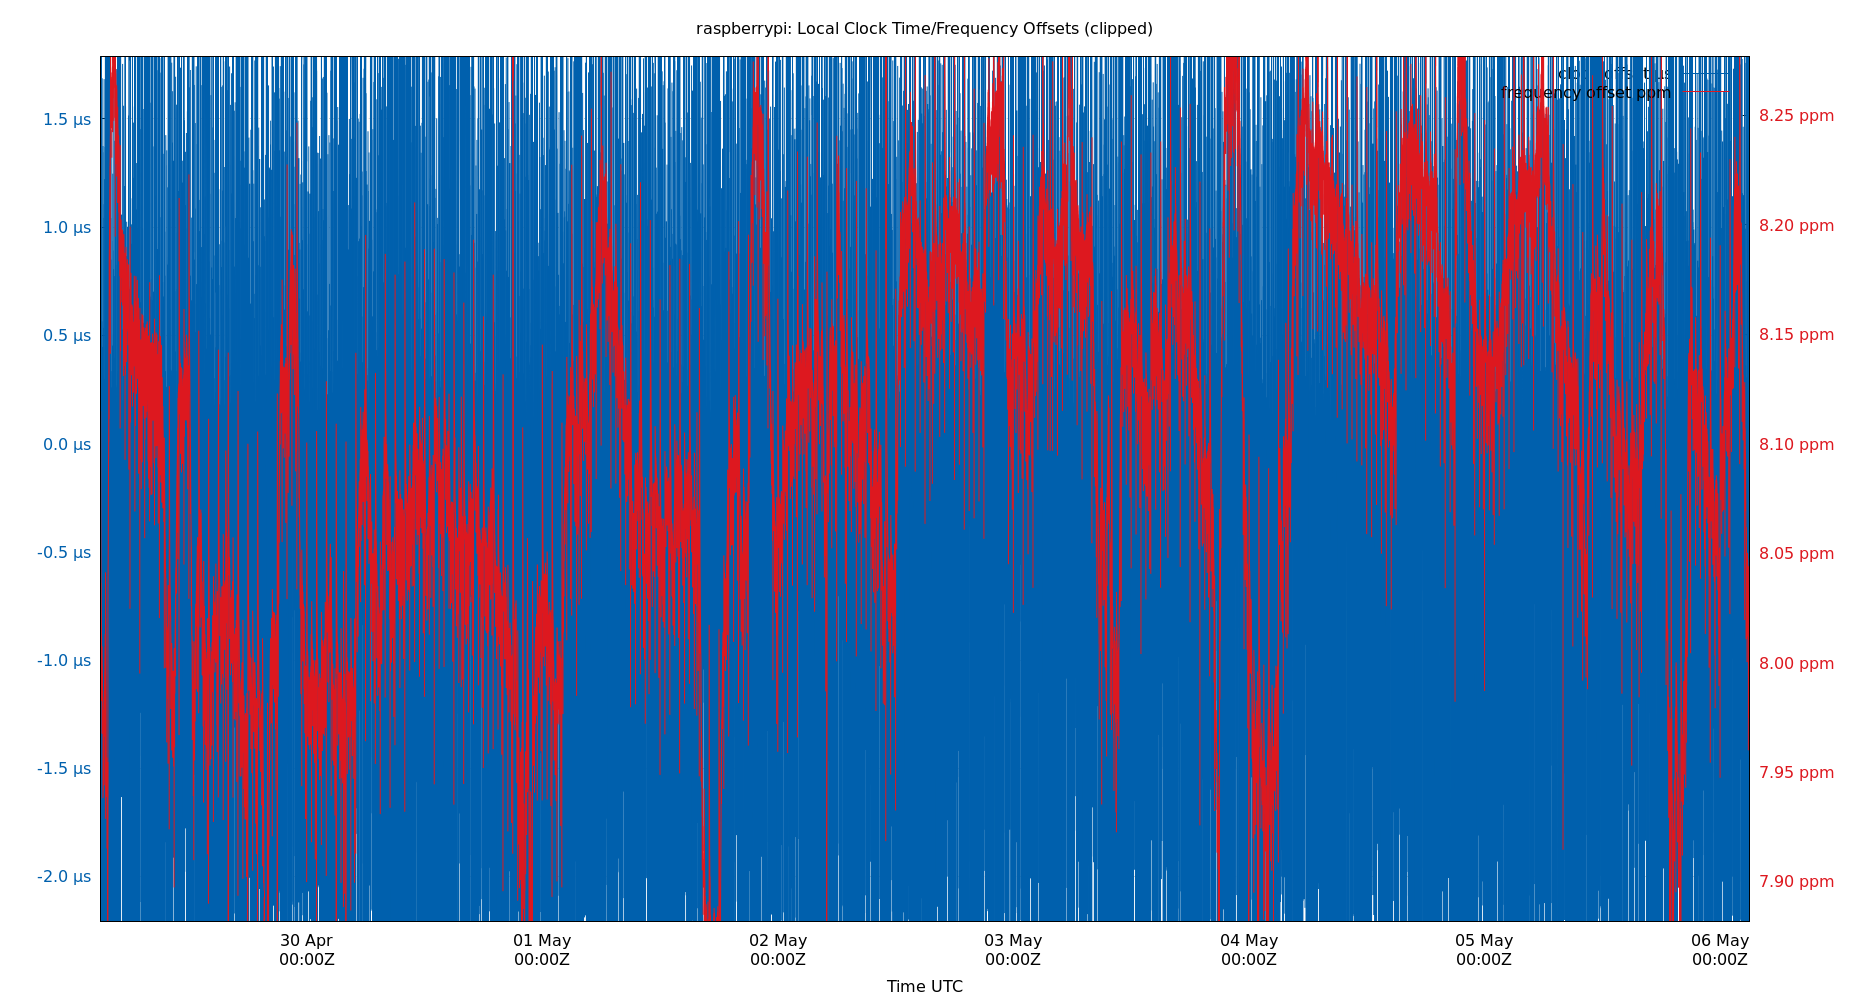 raspberrypi: Local Clock Time/Frequency Offsets (clipped)
frequency offset ppm
1.5 µs
1.0 µs
0.5 µs
0.0 µs
-0.5 µs
-1.0 µs
-1.5 µs
-2.0 µs
8.25 ppm
8.20 ppm
8.15 ppm
8.10 ppm
8.05 ppm
8.00 ppm
7.95 ppm
7.90 ppm
30 Apr
00:00Z
01 May
00:00Z
02 May
00:00Z
03 May
00:00Z
04 May
00:00Z
05 May
00:00Z
06 May
00:00Z
Time UTC